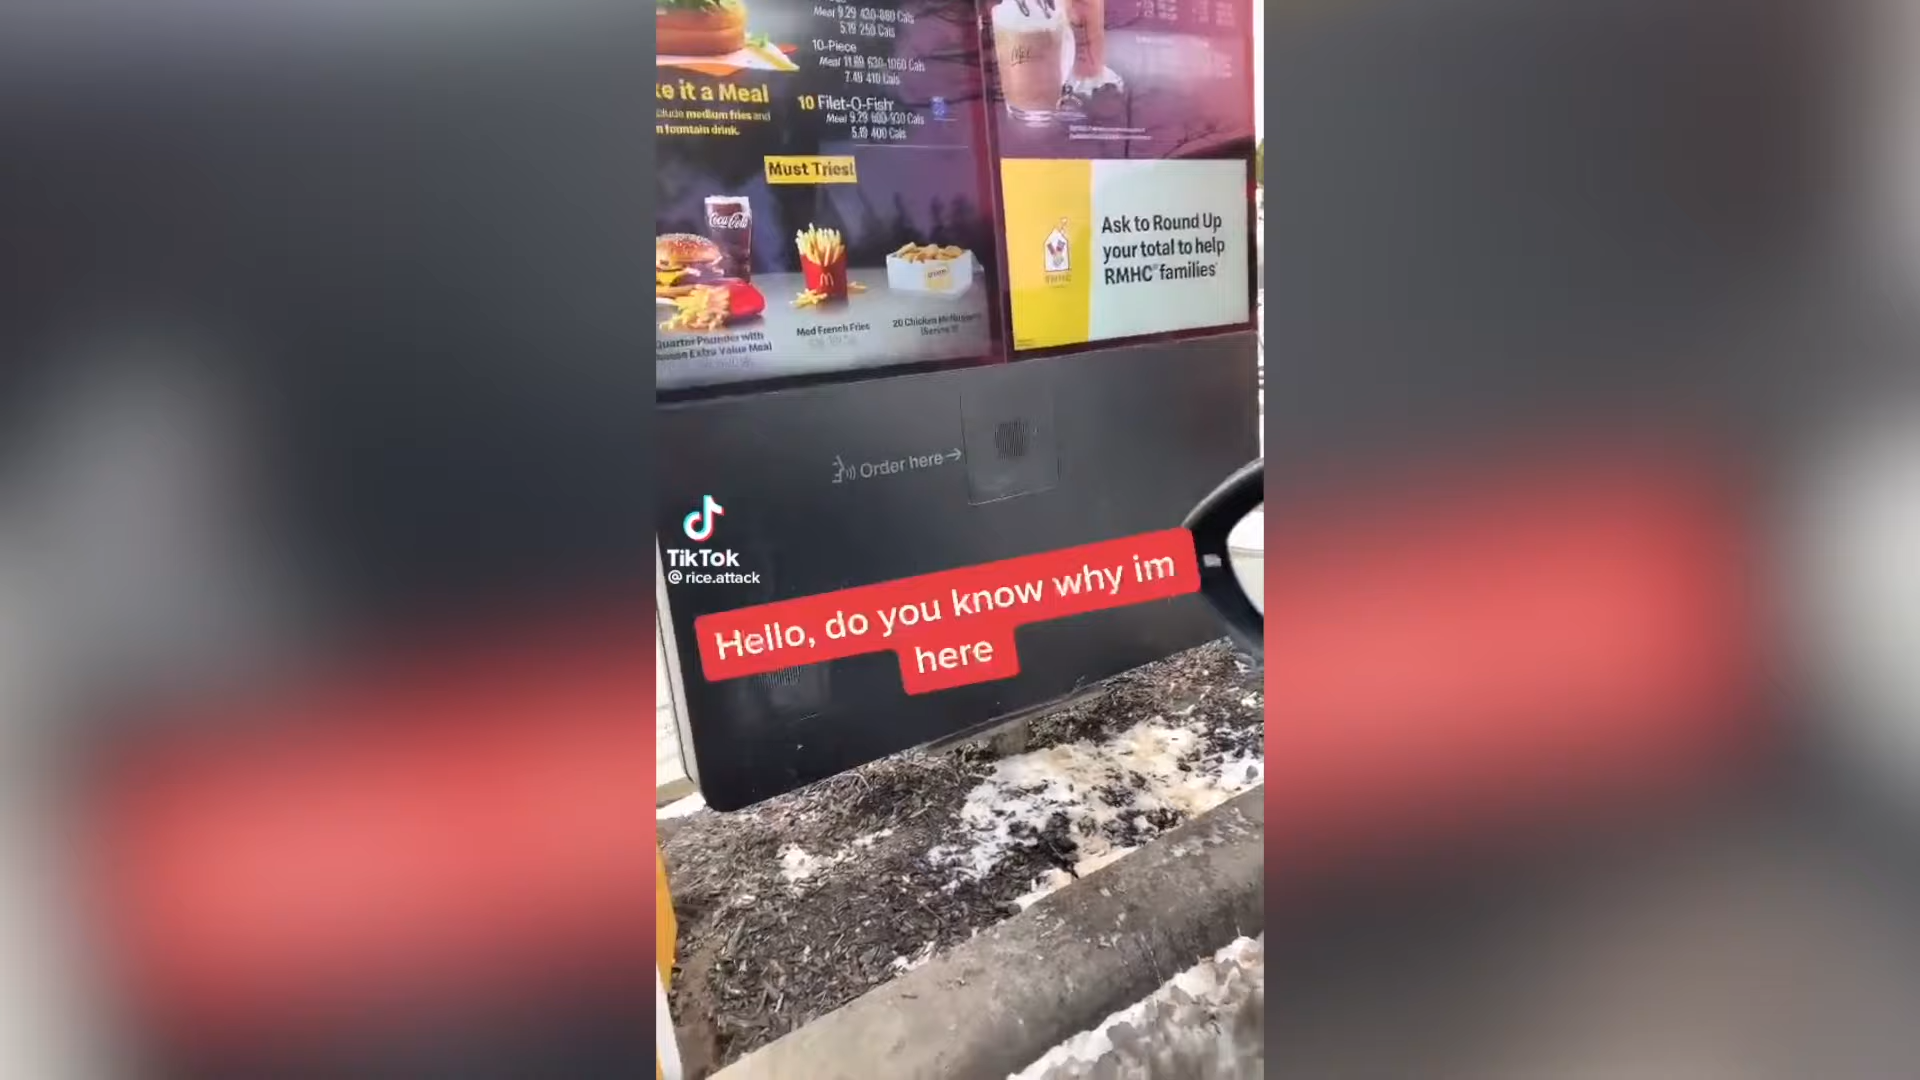 Meal 9.29 430-880 Cals
5.19 250 Cals
10-Piece
Meal 11.69 630-1060 Cals
7.49 410 Cals
it a Meal
medium fries and
fountain drink.
10 Filet-O-Fish
Meal 9.29 600-930 Cals
5.19 400 Cals
Must Tries!
Coca-Cola
Quarter Pounder with
Extra Value Meal
Med French Fries
20 Chicken McNuggets
Ask to Round Up
your total to help
RMHC® families
Order here →
TikTok
@rice.attack
Hello, do you know why im
here